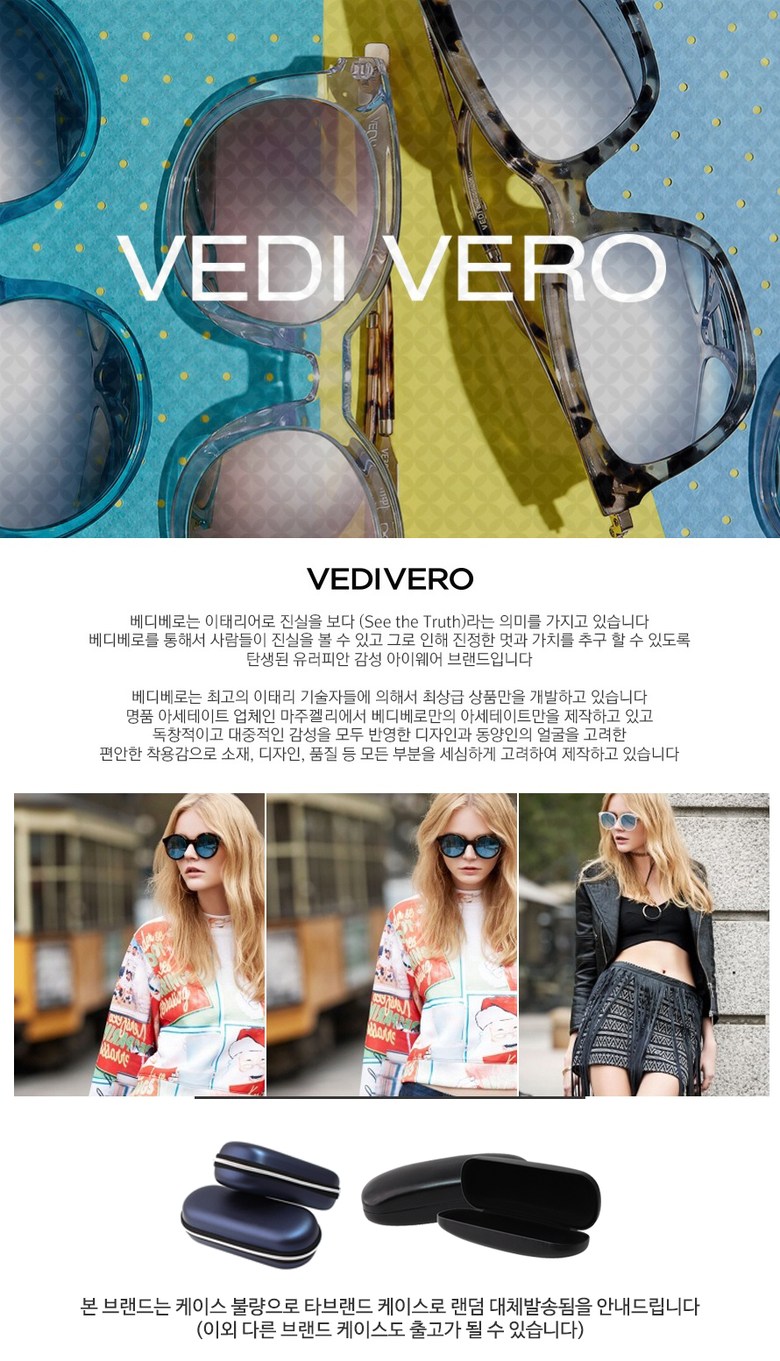 VEDI VERO
VEDI VERO
베디베로는 이태리어로 진실을 보다 (See the Truth)라는 의미를 가지고 있습니다
베디베로를 통해서 사람들이 진실을 볼 수 있고 그로 인해 진정한 멋과 가치를 추구 할 수 있도록
탄생된 유러피안 감성 아이웨어 브랜드입니다
베디베로는 최고의 이태리 기술자들에 의해서 최상급 상품만을 개발하고 있습니다
명품 아세테이트 업체인 마주껠리에서 베디베로만의 아세테이트만을 제작하고 있고
독창적이고 대중적인 감성을 모두 반영한 디자인과 동양인의 얼굴을 고려한
편안한 착용감으로 소재, 디자인, 품질 등 모든 부분을 세심하게 고려하여 제작하고 있습니다
본 브랜드는 케이스 불량으로 타브랜드 케이스로 랜덤 대체발송됨을 안내드립니다
(이외 다른 브랜드 케이스도 출고가 될 수 있습니다)